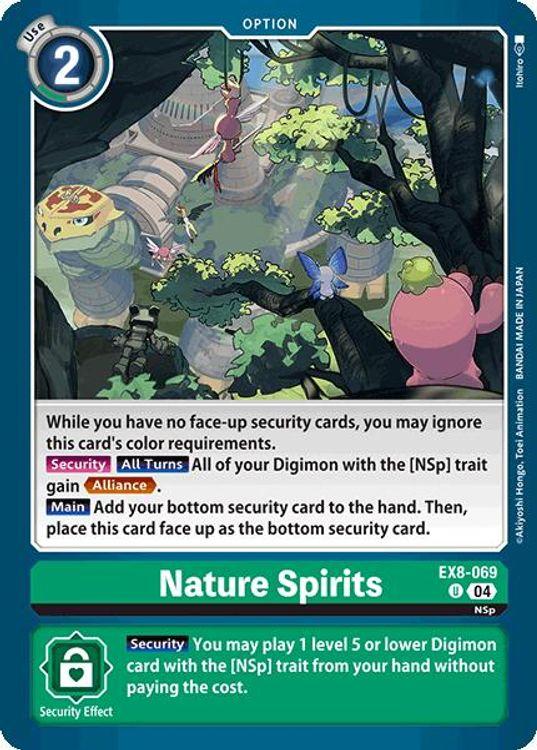 OPTION
Use
2
Itohiro
While you have no face-up security cards, you may ignore
this card's color requirements.
Security All Turns All of your Digimon with the [NSp] trait
gain Alliance.
Main Add your bottom security card to the hand. Then,
place this card face up as the bottom security card.
©Akiyoshi Hongo, Toei Animation BANDAI MADE IN JAPAN
Nature Spirits
EX8-069
U 04
NSp
Security You may play 1 level 5 or lower Digimon
card with the [NSp] trait from your hand without
paying the cost.
Security Effect